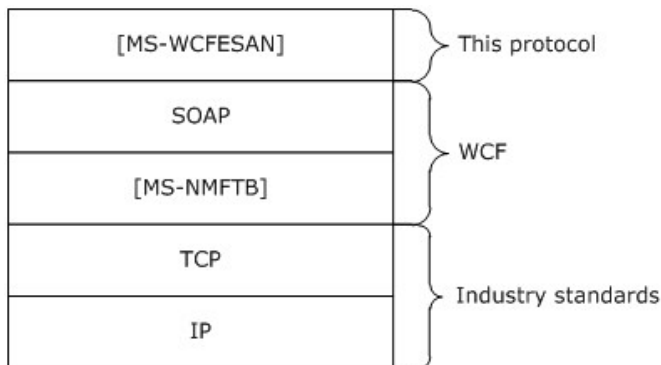 [MS-WCFESAN]
This protocol
SOAP
WCF
[MS-NMFTB]
TCP
Industry standards
IP